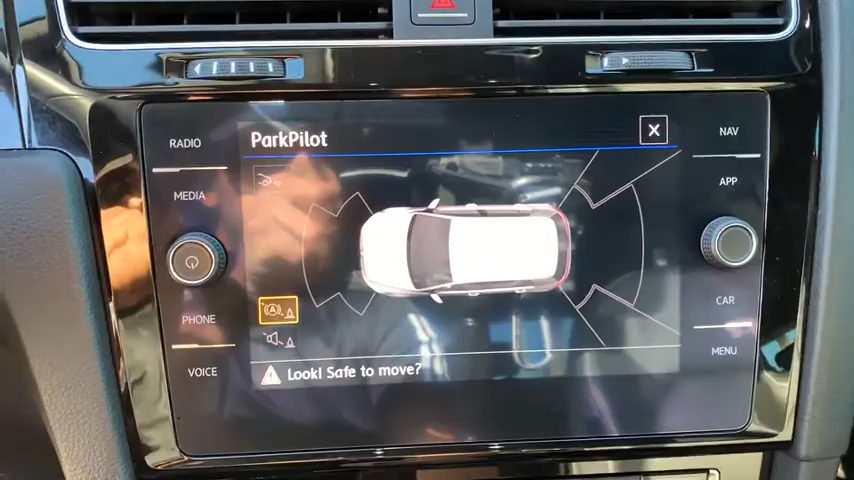 RADIO
MEDIA
PHONE
VOICE
ParkPilot
X
Look! Safe to move?
NAV
APP
CAR
MENU